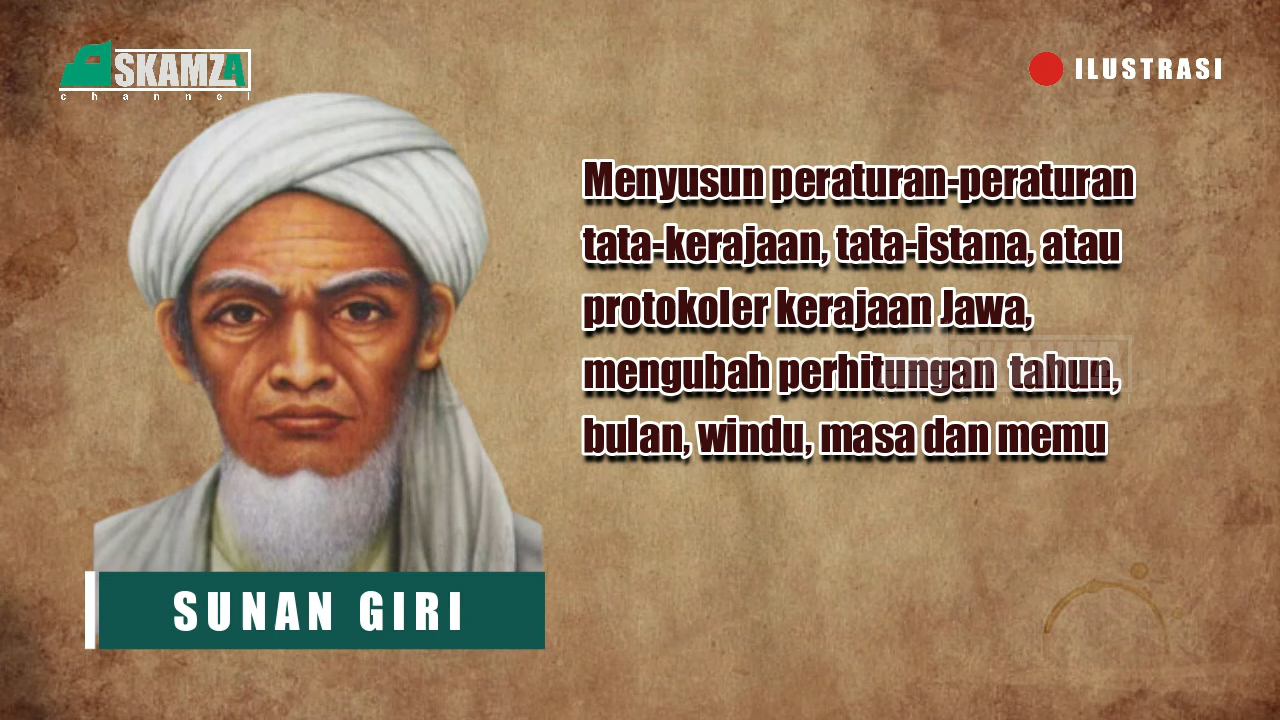 ASKAMZA
channel
ILUSTRASI
Menyusun peraturan-peraturan
tata-kerajaan, tata-istana, atau
protokoler kerajaan Jawa,
mengubah perhitungan tahun,
bulan, windu, masa dan memu
SUNAN GIRI